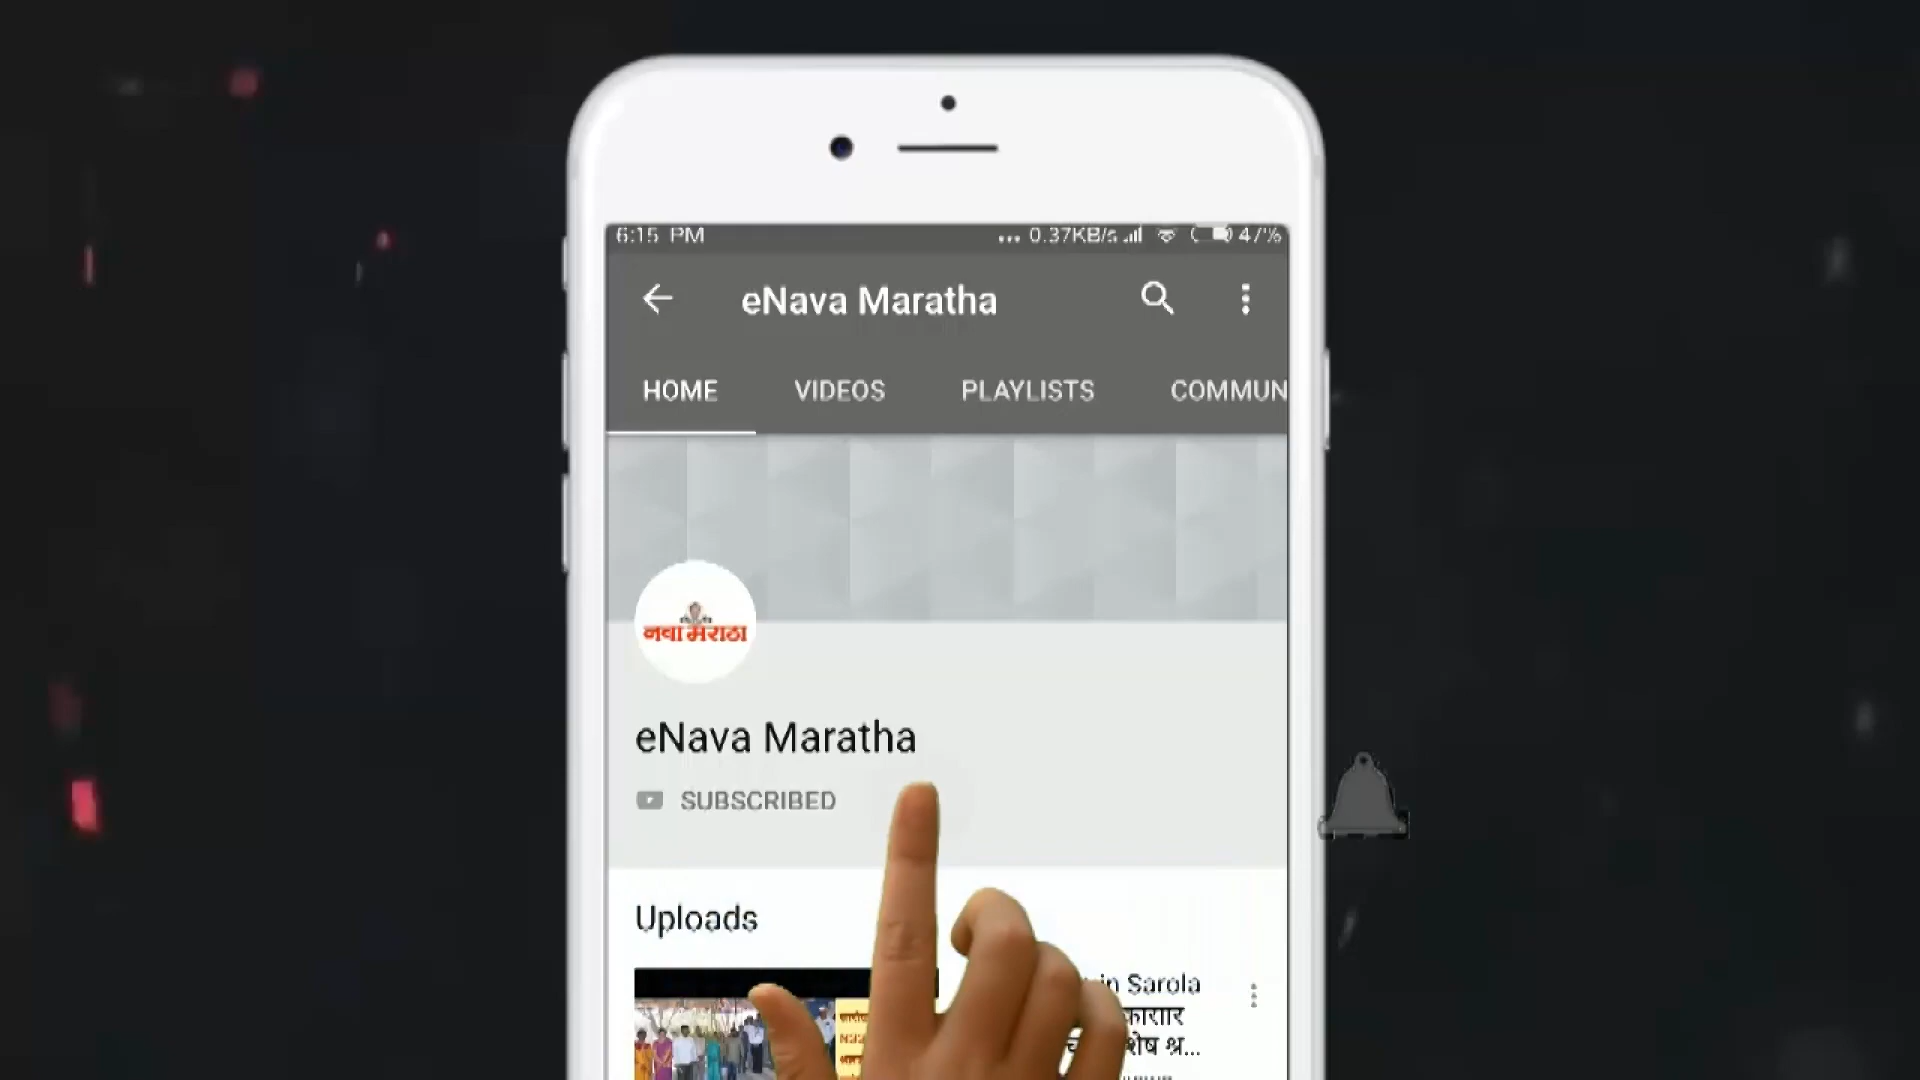 6:15 PM
... 0.37KB/s 47%
eNava Maratha
HOME VIDEOS PLAYLISTS COMMUN
नवा मराठा
eNava Maratha
SUBSCRIBED
Uploads
in Sarola
शेष श्र...